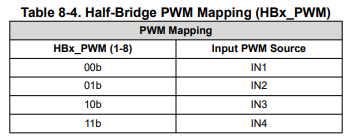 Table 8-4. Half-Bridge PWM Mapping (HBx_PWM)
PWM Mapping
HBx_PWM (1-8) Input PWM Source
00b IN1
01b IN2
10b IN3
11b IN4